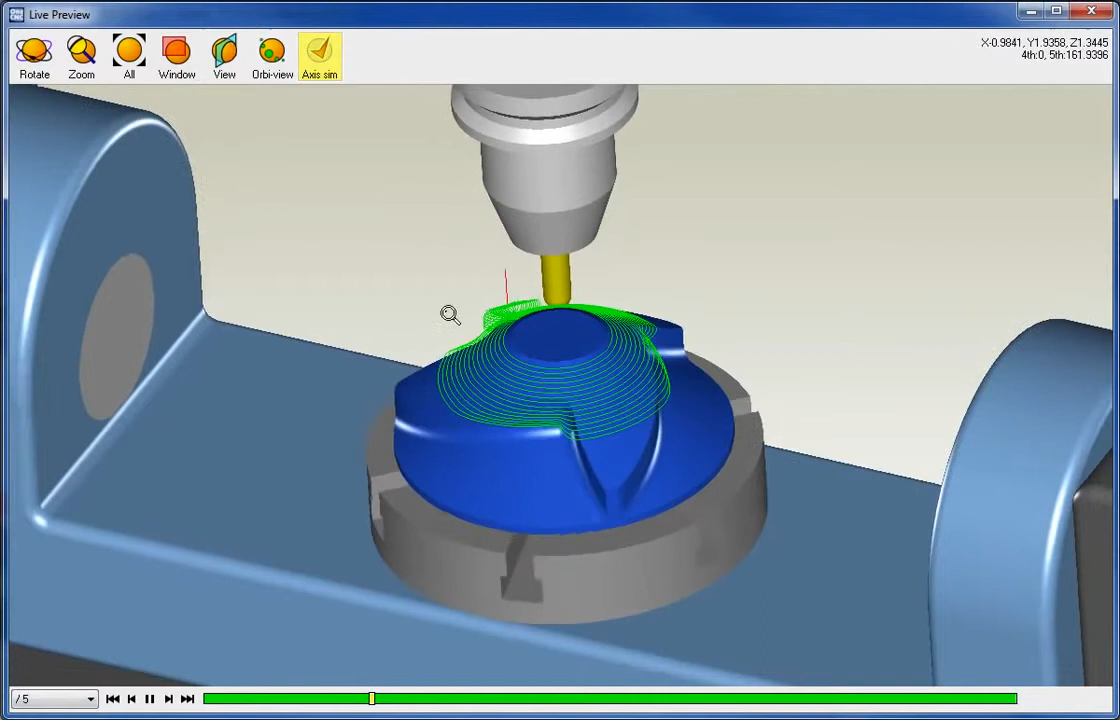 Live Preview
Rotate
Zoom
All
Window
View
Orbi-view
Axis sim
X-0.9841, Y1.9358, Z1.3445
4th:0, 5th:161.9396
/ 5